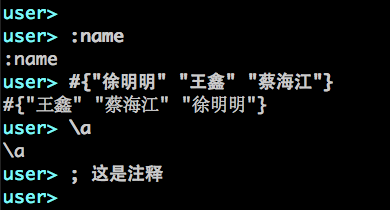 user>
user> :name
:name
user> #{"徐明明" "王鑫" "蔡海江"}
#{"王鑫" "蔡海江" "徐明明"}
user> \a
\a
user> ; 这是注释
user>